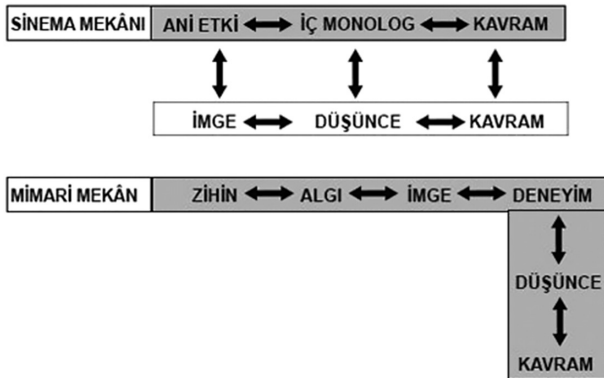 SİNEMA MEKÂNI ANİ ETKİ İÇ MONOLOG KAVRAM
İMGE DÜŞÜNCE KAVRAM
MİMARİ MEKÂN ZİHİN ALGI İMGE DENEYİM
DÜŞÜNCE
KAVRAM